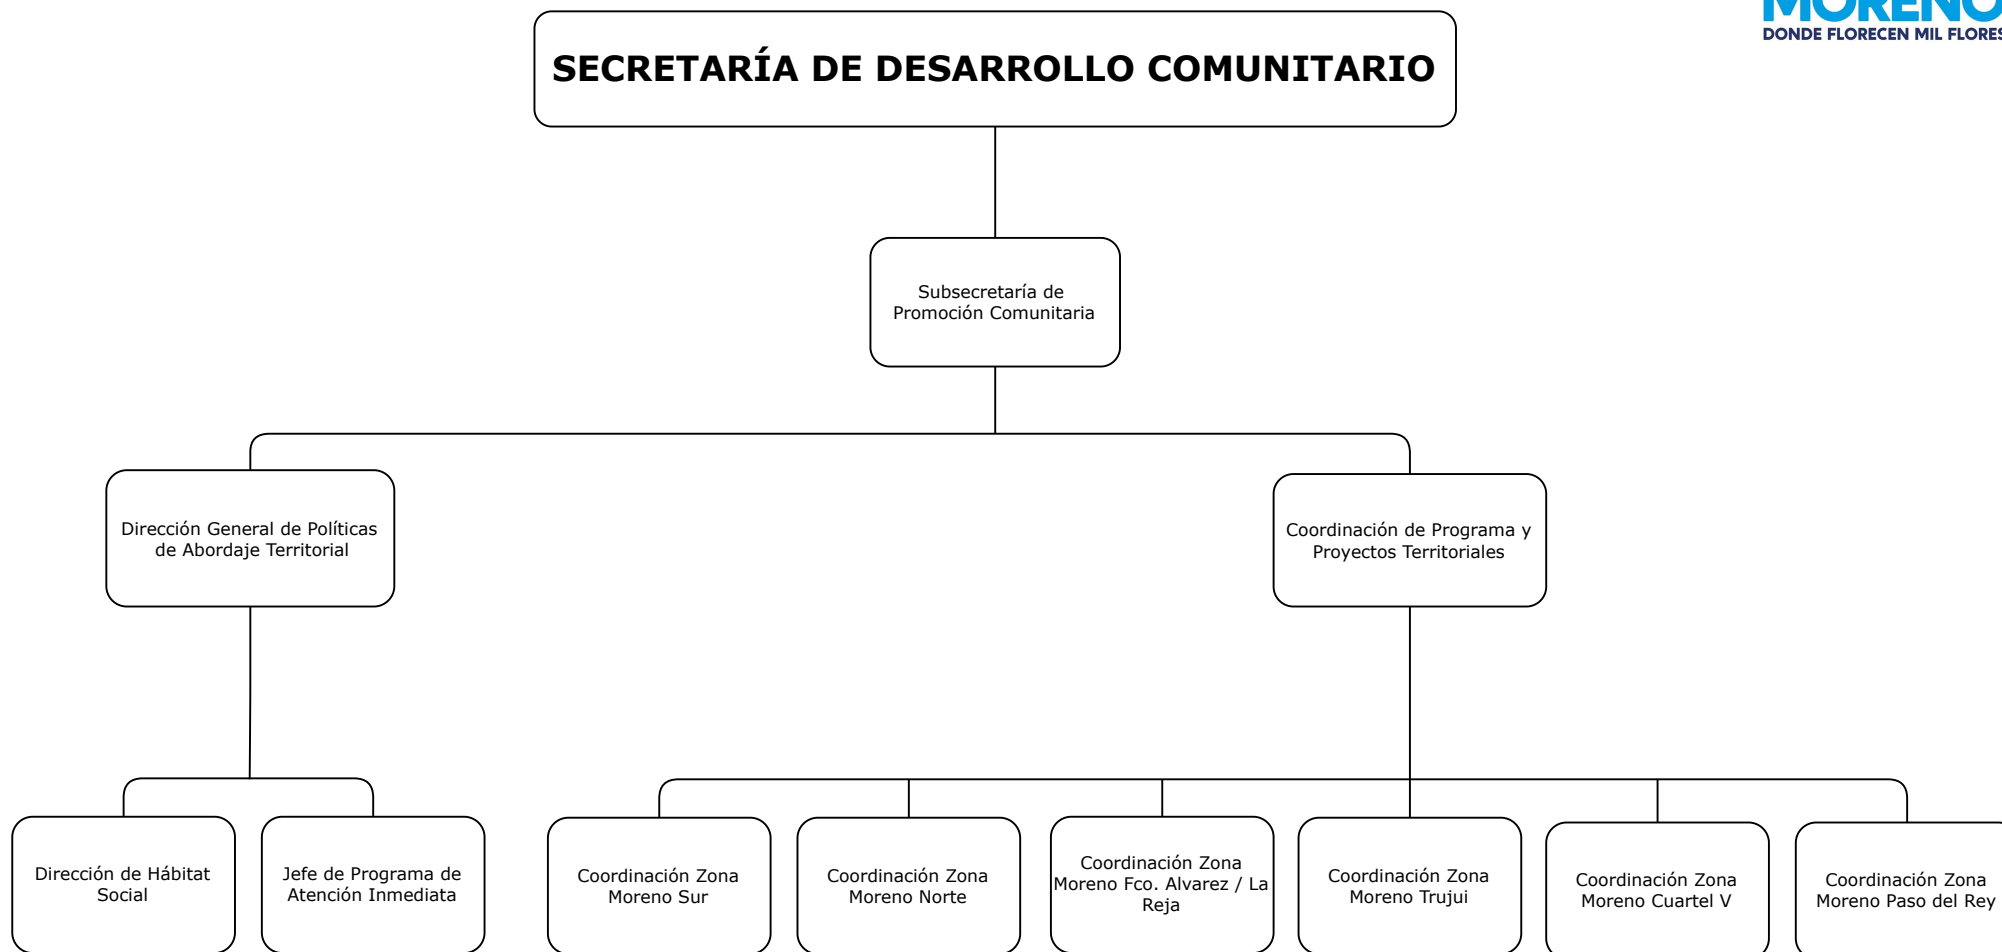 MORENO
DONDE FLORECEN MIL FLORES
SECRETARÍA DE DESARROLLO COMUNITARIO
Subsecretaría de
Promoción Comunitaria
Dirección General de Políticas
de Abordaje Territorial
Coordinación de Programa y
Proyectos Territoriales
Dirección de Hábitat
Social
Jefe de Programa de
Atención Inmediata
Coordinación Zona
Moreno Sur
Coordinación Zona
Moreno Norte
Coordinación Zona
Moreno Fco. Alvarez / La
Reja
Coordinación Zona
Moreno Trujui
Coordinación Zona
Moreno Cuartel V
Coordinación Zona
Moreno Paso del Rey